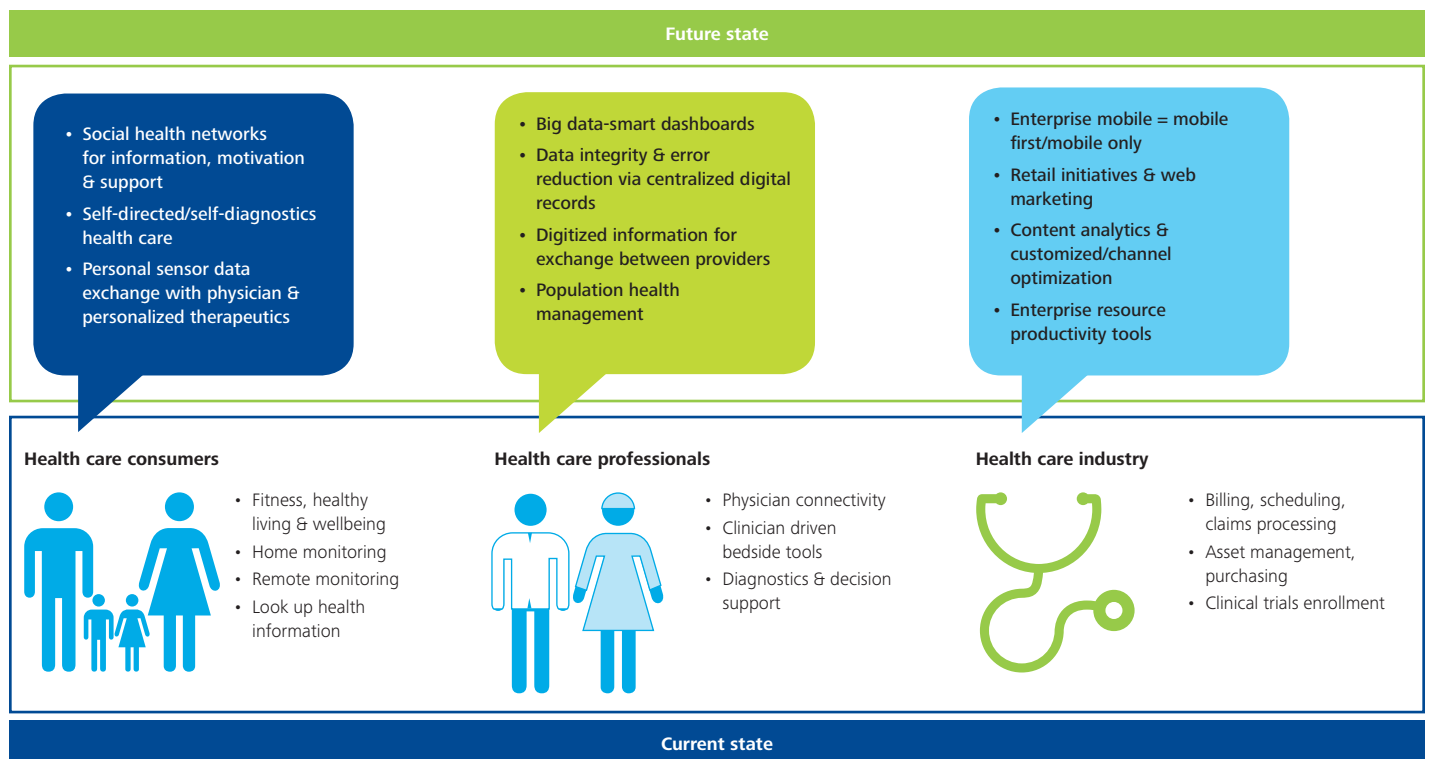 Future state
• Social health networks
for information, motivation
& support
• Self-directed/self-diagnostics
health care
• Personal sensor data
exchange with physician &
personalized therapeutics
• Big data-smart dashboards
• Data integrity & error
reduction via centralized digital
records
• Digitized information for
exchange between providers
• Population health
management
• Enterprise mobile = mobile
first/mobile only
• Retail initiatives & web
marketing
• Content analytics &
customized/channel
optimization
• Enterprise resource
productivity tools
Health care consumers
• Fitness, healthy
living & wellbeing
• Home monitoring
• Remote monitoring
• Look up health
information
Health care professionals
• Physician connectivity
• Clinician driven
bedside tools
• Diagnostics & decision
support
Health care industry
• Billing, scheduling,
claims processing
• Asset management,
purchasing
• Clinical trials enrollment
Current state